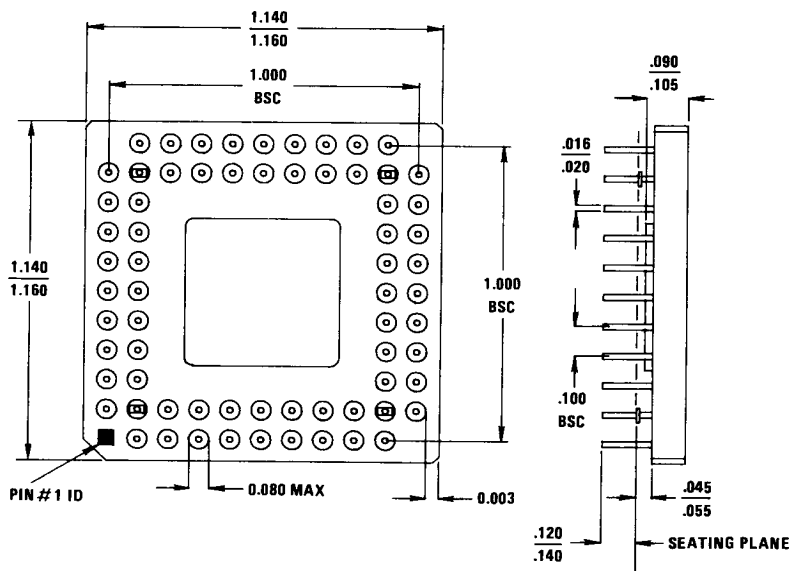 1.140
1.160
1.000
BSC
.090
.105
.016
.020
1.140
1.160
1.000
BSC
.100
BSC
PIN #1 ID
0.080 MAX
0.003
.045
.055
.120
.140
SEATING PLANE